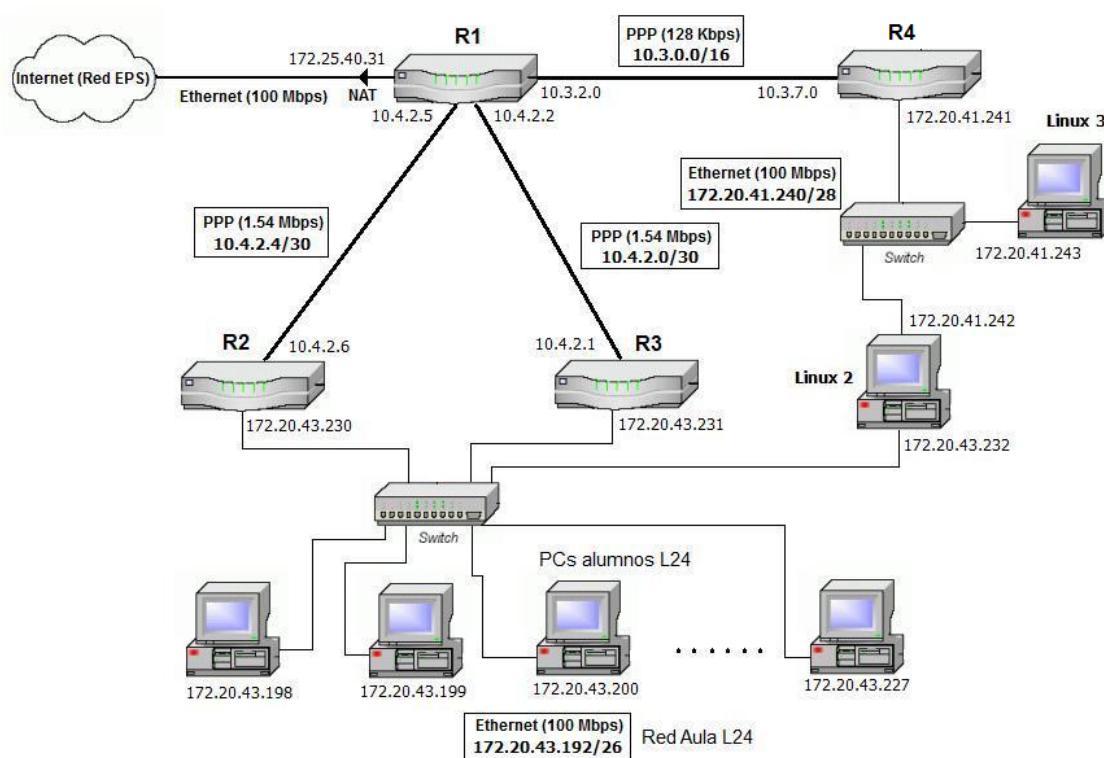 R1
PPP (128 Kbps)
10.3.0.0/16
R4
Internet (Red EPS)
172.25.40.31
Ethernet (100 Mbps)
NAT
10.4.2.5
10.4.2.2
10.3.2.0
10.3.7.0
172.20.41.241
Linux 3
Ethernet (100 Mbps)
172.20.41.240/28
Switch
172.20.41.243
PPP (1.54 Mbps)
10.4.2.4/30
PPP (1.54 Mbps)
10.4.2.0/30
172.20.41.242
R2
10.4.2.6
10.4.2.1
R3
Linux 2
172.20.43.230
172.20.43.231
172.20.43.232
Switch
PCs alumnos L24
172.20.43.198
172.20.43.199
172.20.43.200
. . . . . .
172.20.43.227
Ethernet (100 Mbps)
172.20.43.192/26
Red Aula L24